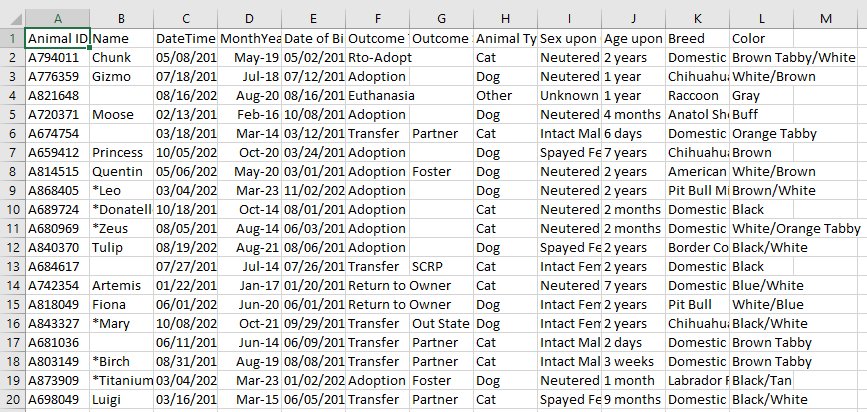 A B C D E F G H I J K L M
1 Animal ID Name DateTime MonthYea Date of Bi Outcome Outcome Animal Ty Sex upon Age upon Breed Color
2 A794011 Chunk 05/08/201 May-19 05/02/201 Rto-Adopt Cat Neutered 2 years Domestic Brown Tabby/White
3 A776359 Gizmo 07/18/201 Jul-18 07/12/201 Adoption Dog Neutered 1 year Chihuahua White/Brown
4 A821648 08/16/202 Aug-20 08/16/201 Euthanasia Other Unknown 1 year Raccoon Gray
5 A720371 Moose 02/13/201 Feb-16 10/08/201 Adoption Dog Neutered 4 months Anatol She Buff
6 A674754 03/18/201 Mar-14 03/12/201 Transfer Partner Cat Intact Mal 6 days Domestic Orange Tabby
7 A659412 Princess 10/05/202 Oct-20 03/24/201 Adoption Dog Spayed Fe 7 years Chihuahua Brown
8 A814515 Quentin 05/06/202 May-20 03/01/201 Adoption Foster Dog Neutered 2 years American White/Brown
9 A868405 *Leo 03/04/202 Mar-23 11/02/202 Adoption Dog Neutered 2 years Pit Bull Mi Brown/White
10 A689724 *Donatell 10/18/201 Oct-14 08/01/201 Adoption Cat Neutered 2 months Domestic Black
11 A680969 *Zeus 08/05/201 Aug-14 06/03/201 Adoption Cat Neutered 2 months Domestic White/Orange Tabby
12 A840370 Tulip 08/19/202 Aug-21 08/06/201 Adoption Dog Spayed Fe 2 years Border Co Black/White
13 A684617 07/27/201 Jul-14 07/26/201 Transfer SCRP Cat Intact Fem 2 years Domestic Black
14 A742354 Artemis 01/22/201 Jan-17 01/20/201 Return to Owner Cat Neutered 7 years Domestic Blue/White
15 A818049 Fiona 06/01/202 Jun-20 06/01/201 Return to Owner Dog Intact Fem 2 years Pit Bull White/Blue
16 A843327 *Mary 10/08/202 Oct-21 09/29/201 Transfer Out State Dog Intact Fem 2 years Chihuahua Black/White
17 A681036 06/11/201 Jun-14 06/09/201 Transfer Partner Cat Intact Mal 2 days Domestic Brown Tabby
18 A803149 *Birch 08/31/201 Aug-19 08/08/201 Transfer Partner Cat Intact Mal 3 weeks Domestic Brown Tabby
19 A873909 *Titanium 03/04/202 Mar-23 01/02/202 Adoption Foster Dog Neutered 1 month Labrador R Black/Tan
20 A698049 Luigi 03/16/201 Mar-15 06/05/201 Transfer Partner Cat Spayed Fe 9 months Domestic Black/White